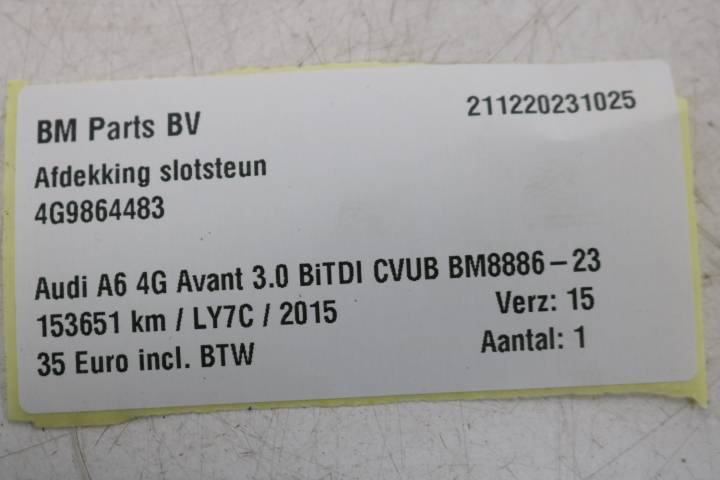 BM Parts BV 211220231025
Afdekking slotsteun
4G9864483
Audi A6 4G Avant 3.0 BiTDI CVUB BM8886-23
153651 km / LY7C / 2015 Verz: 15
35 Euro incl. BTW Aantal: 1